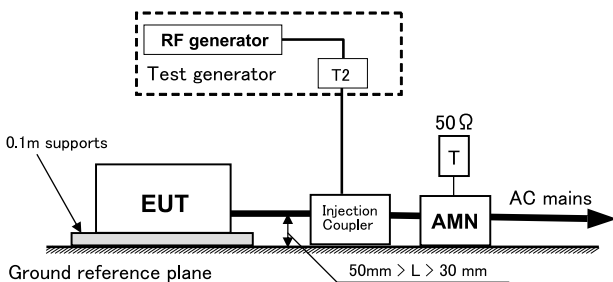 RF generator
Test generator
T2
50Ω
0.1m supports
T
EUT
Injection
Coupler
AMN
AC mains
Ground reference plane
50mm > L > 30 mm